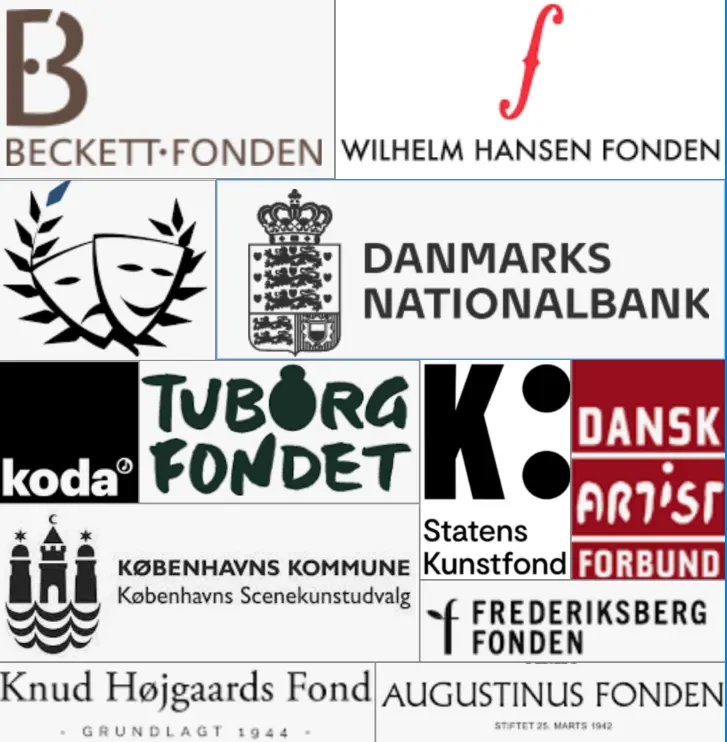 BECKETT·FONDEN
WILHELM HANSEN FONDEN
DANMARKS
NATIONALBANK
koda
TUBORG
FONDET
K:
Statens
Kunstfond
DANSK
ARTIST
FORBUND
KØBENHAVNS KOMMUNE
Københavns Scenekunstudvalg
FREDERIKSBERG
FONDEN
Knud Højgaards Fond
- GRUNDLAGT 1944 -
AUGUSTINUS FONDEN
STIFTET 25. MARTS 1942